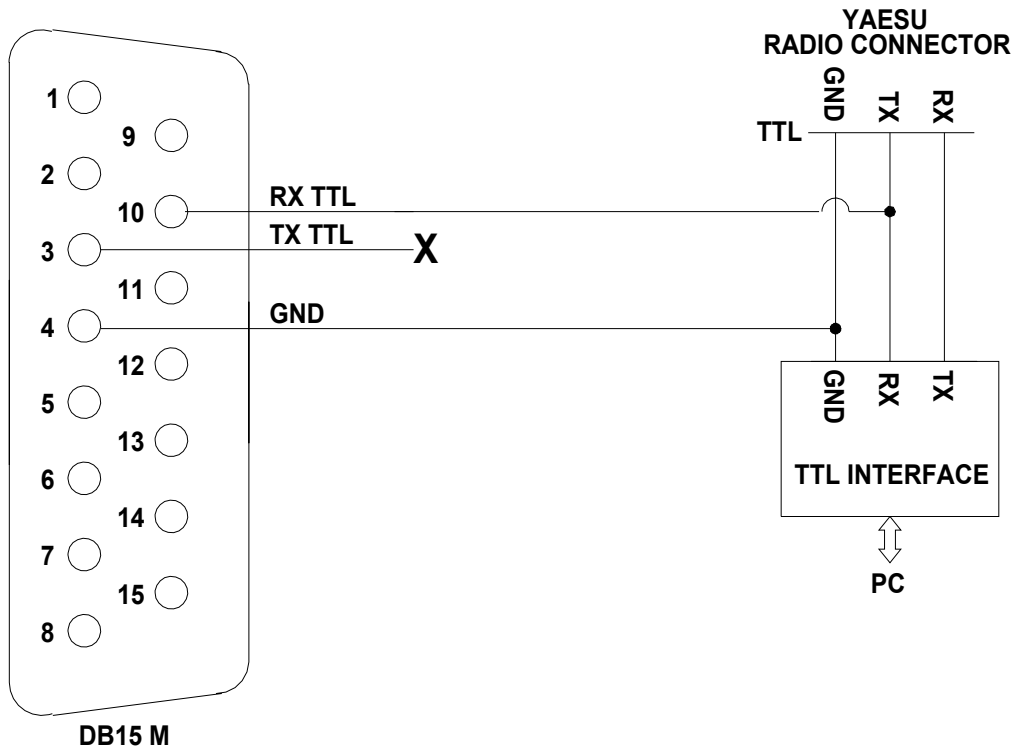 YAESU
RADIO CONNECTOR
GND
TX
RX
TTL
1
9
2
10
RX TTL
3
TX TTL
X
11
4
GND
12
5
13
6
14
7
15
8
GND
RX
TX
TTL INTERFACE
PC
DB15 M